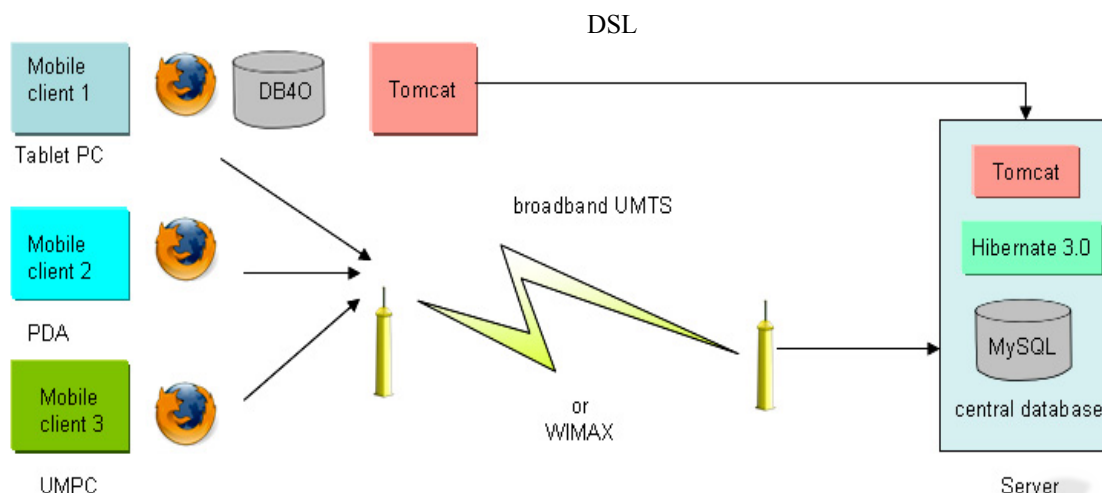 DSL
Mobile
client 1
DB4O
Tomcat
Tablet PC
Tomcat
broadband UMTS
Mobile
client 2
Hibernate 3.0
PDA
MySQL
Mobile
client 3
or
WIMAX
central database
UMPC
Server